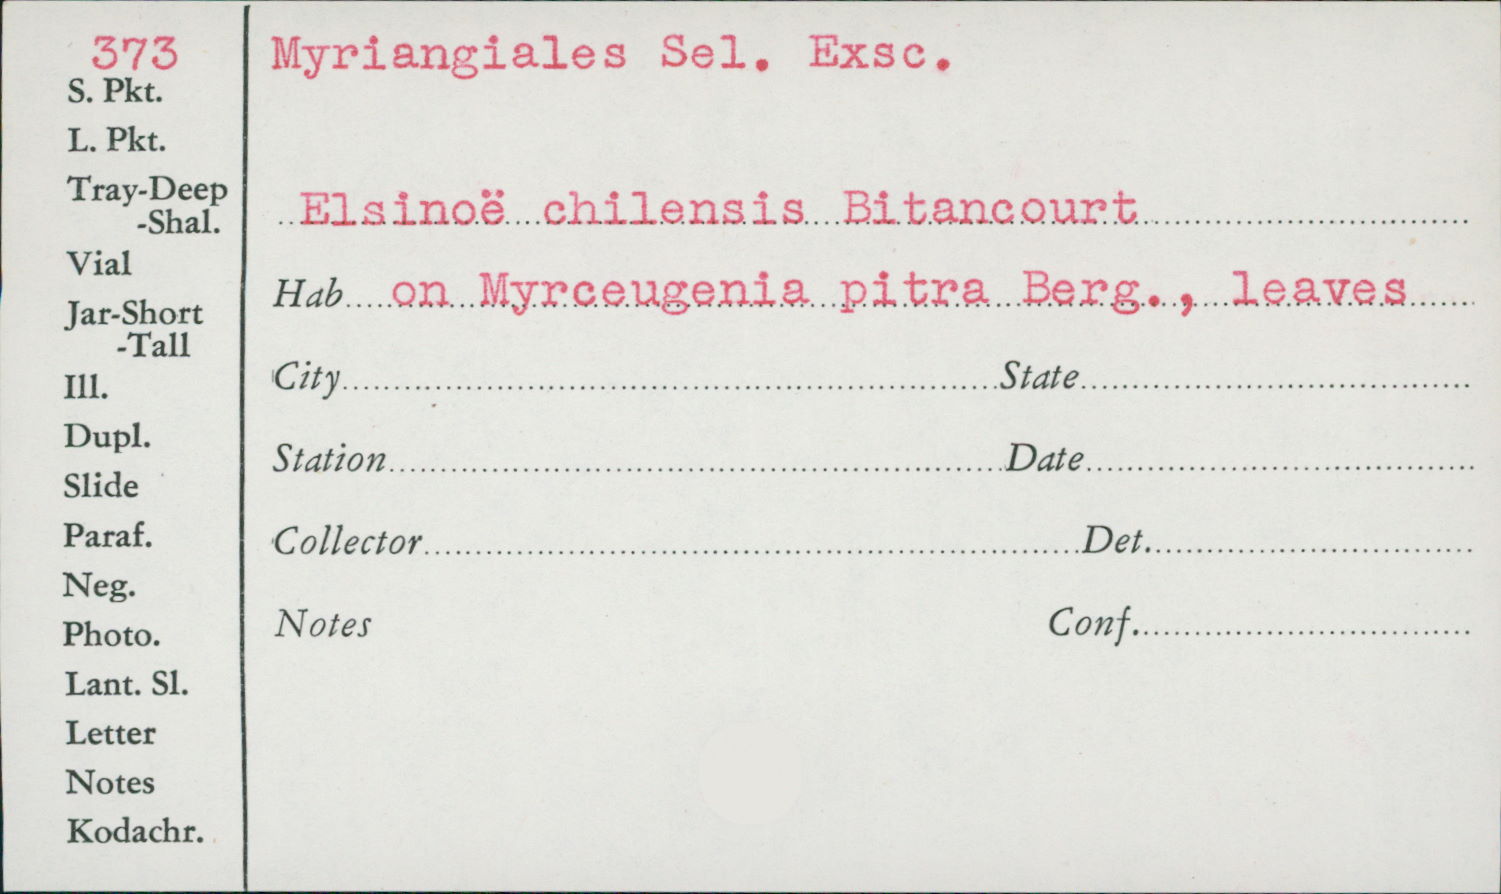 373
S. Pkt.
L. Pkt.
Tray-Deep
-Shal.
Vial
Jar-Short
-Tall
Ill.
Dupl.
Slide
Paraf.
Neg.
Photo.
Lant. Sl.
Letter
Notes
Kodachr.
Myriangiales Sel. Exsc.
Elsinoë chilensis Bitancourt
Hab on Myrceugenia pitra Berg., leaves
City State
Station Date
Collector Det.
Notes Conf.